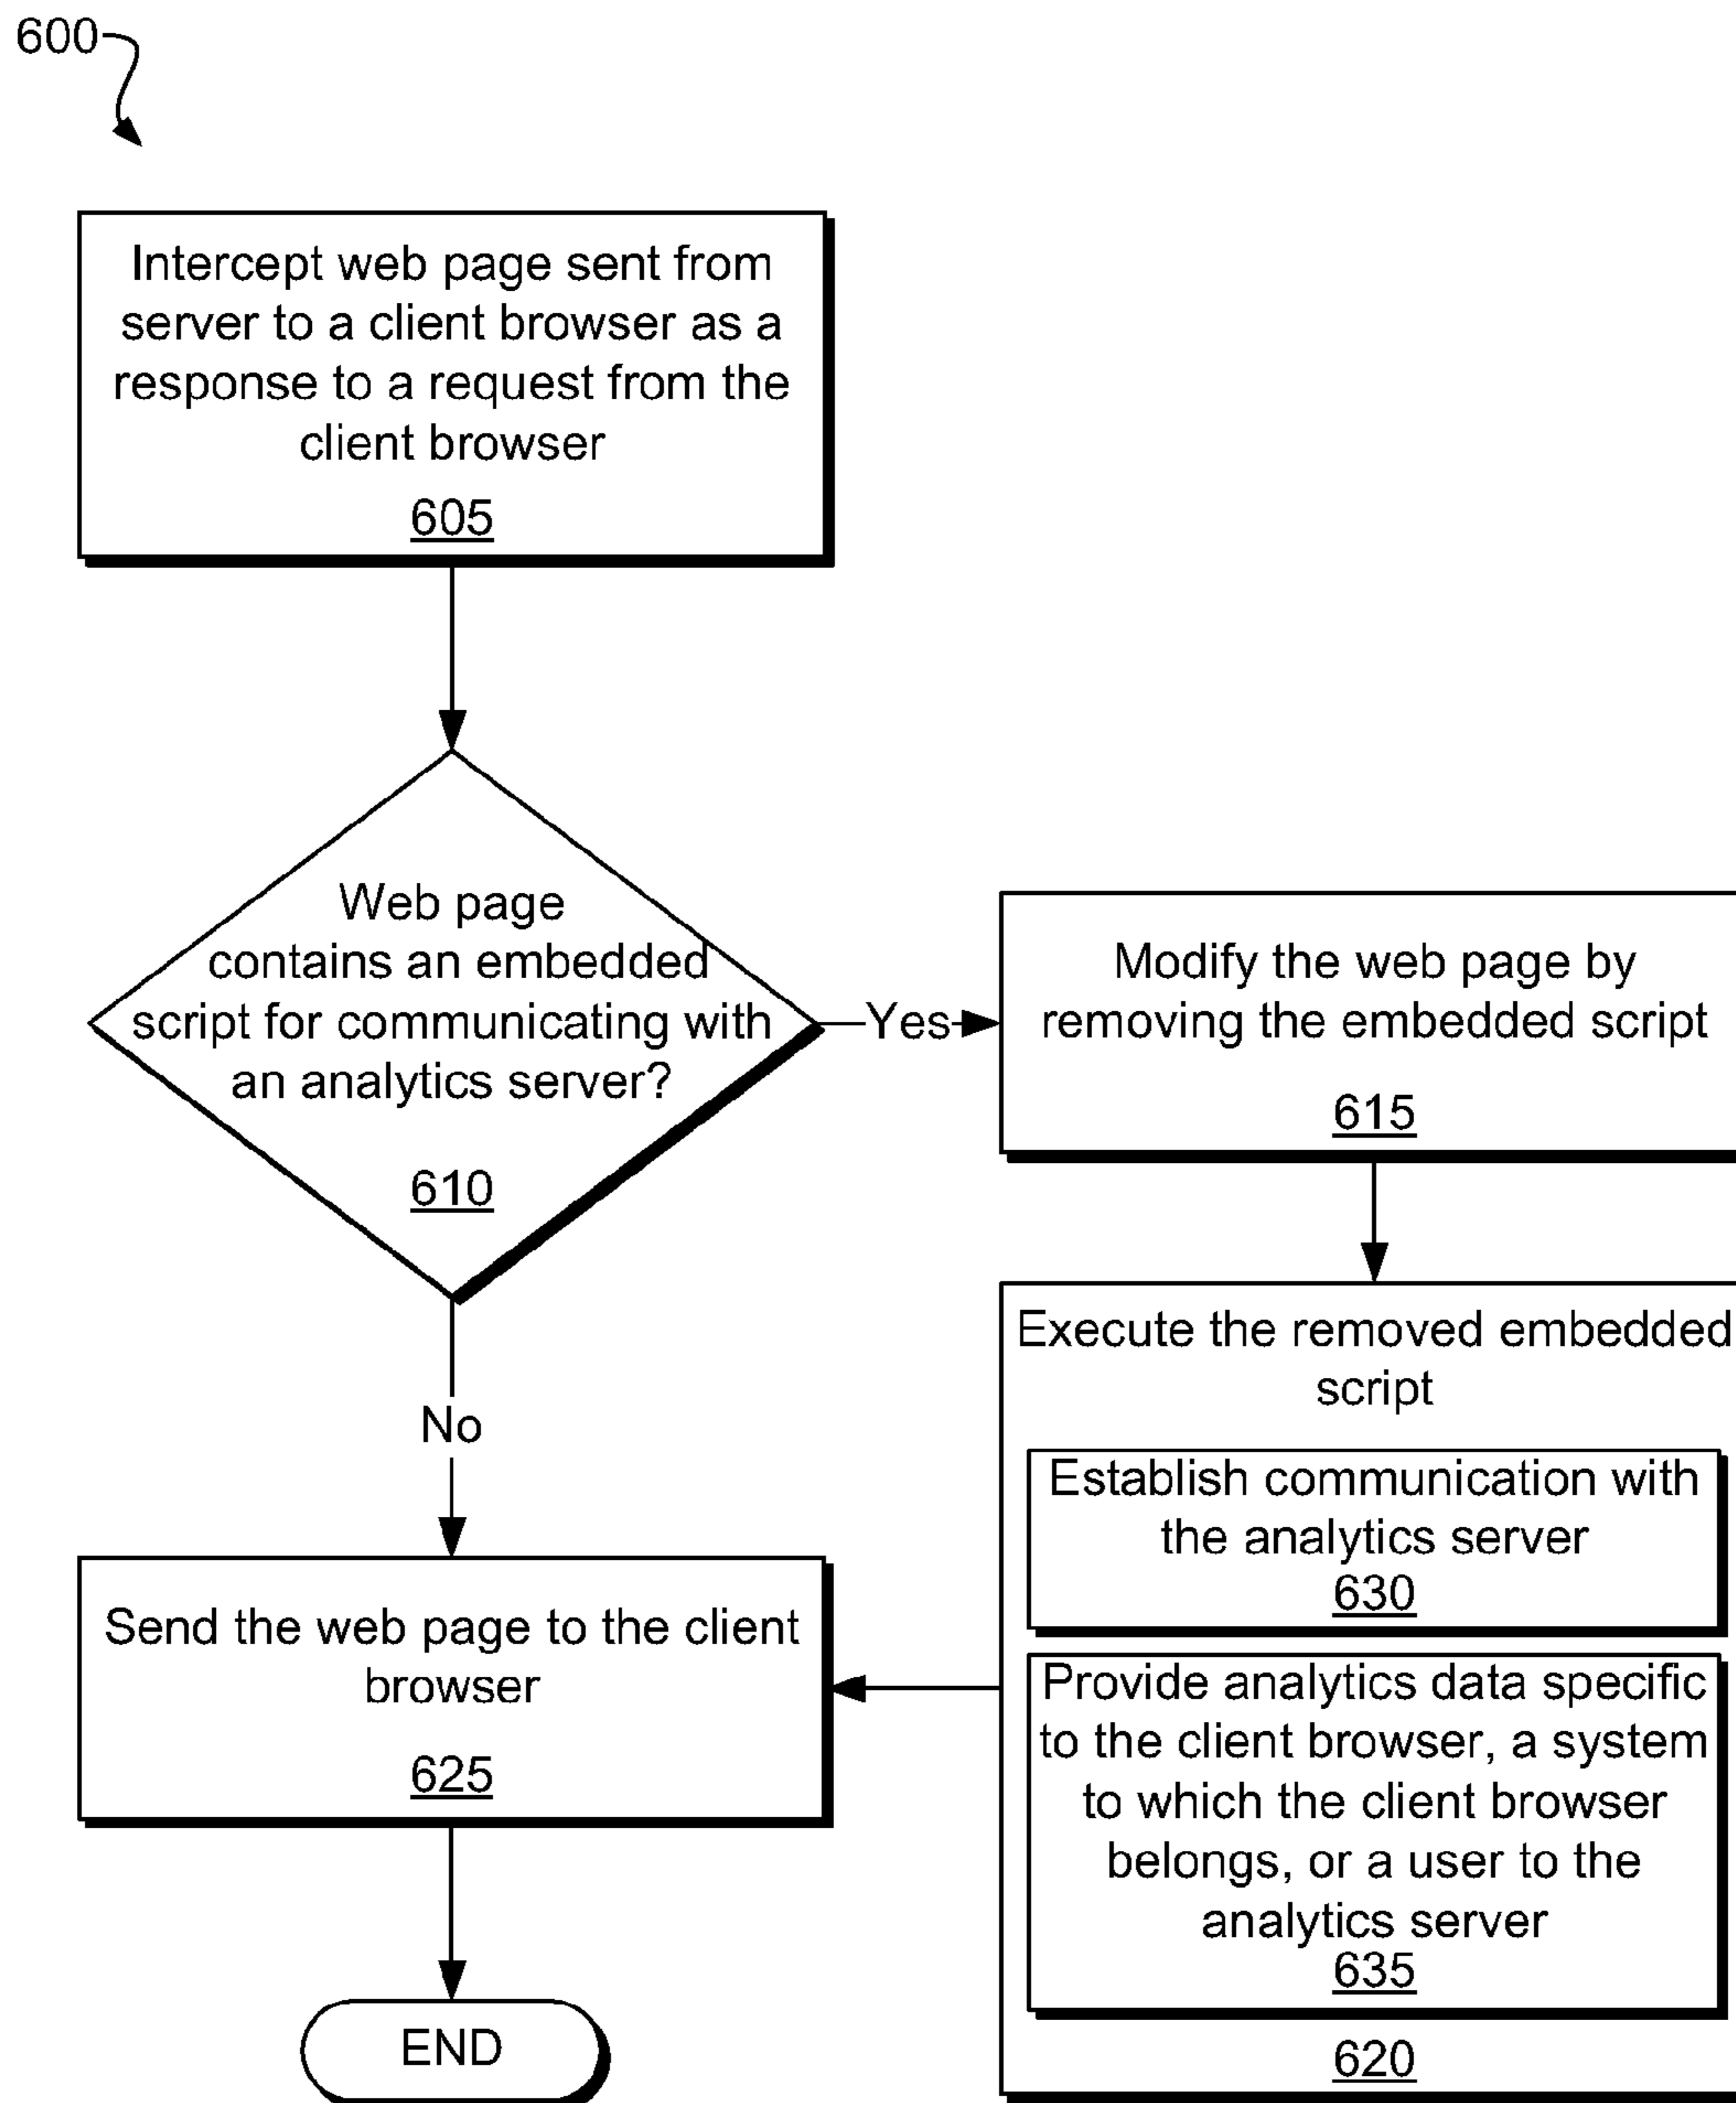 600
Intercept web page sent from
server to a client browser as a
response to a request from the
client browser
605
Web page
contains an embedded
script for communicating with
an analytics server?
610
Yes
Modify the web page by
removing the embedded script
615
Execute the removed embedded
script
Establish communication with
the analytics server
630
Provide analytics data specific
to the client browser, a system
to which the client browser
belongs, or a user to the
analytics server
635
620
No
Send the web page to the client
browser
625
END